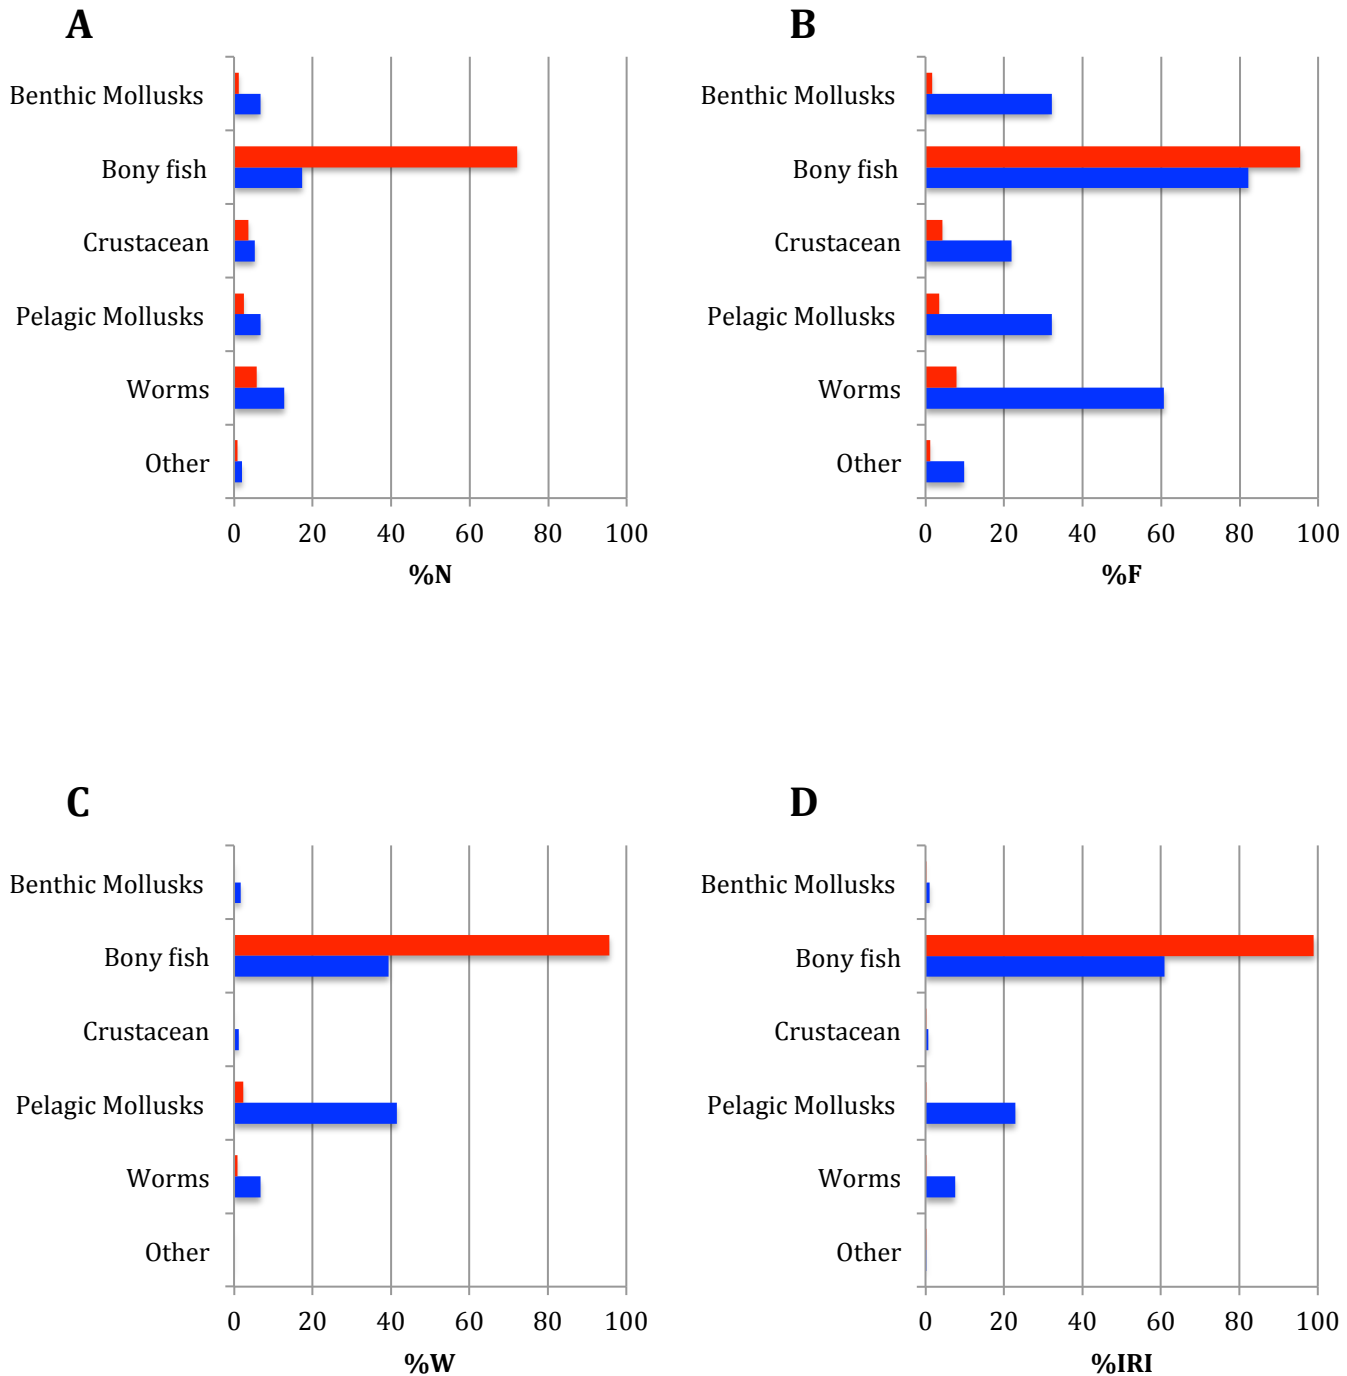 A
Benthic Mollusks
Bony fish
Crustacean
Pelagic Mollusks
Worms
Other
0 20 40 60 80 100
%N
B
Benthic Mollusks
Bony fish
Crustacean
Pelagic Mollusks
Worms
Other
0 20 40 60 80 100
%F
C
Benthic Mollusks
Bony fish
Crustacean
Pelagic Mollusks
Worms
Other
0 20 40 60 80 100
%W
D
Benthic Mollusks
Bony fish
Crustacean
Pelagic Mollusks
Worms
Other
0 20 40 60 80 100
%IRI